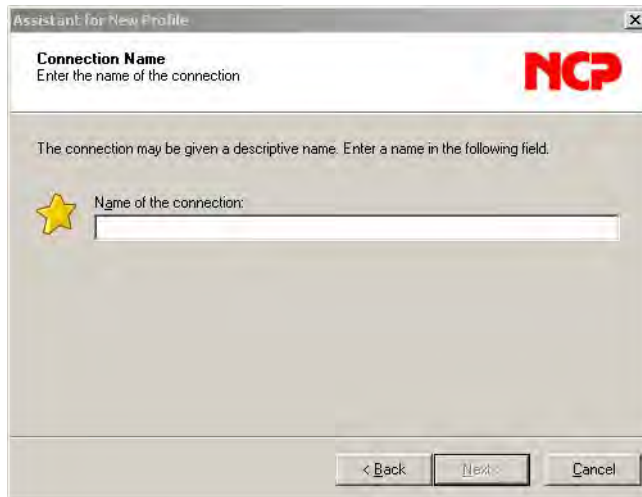 Assistant for New Profile
Connection Name
Enter the name of the connection
NCP
The connection may be given a descriptive name. Enter a name in the following field.
Name of the connection:
< Back
Next >
Cancel